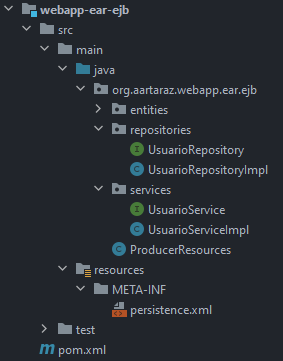 webapp-ear-ejb
src
main
java
org.aartaraz.webapp.ear.ejb
entities
repositories
UsuarioRepository
UsuarioRepositoryImpl
services
UsuarioService
UsuarioServiceImpl
ProducerResources
resources
META-INF
persistence.xml
test
pom.xml